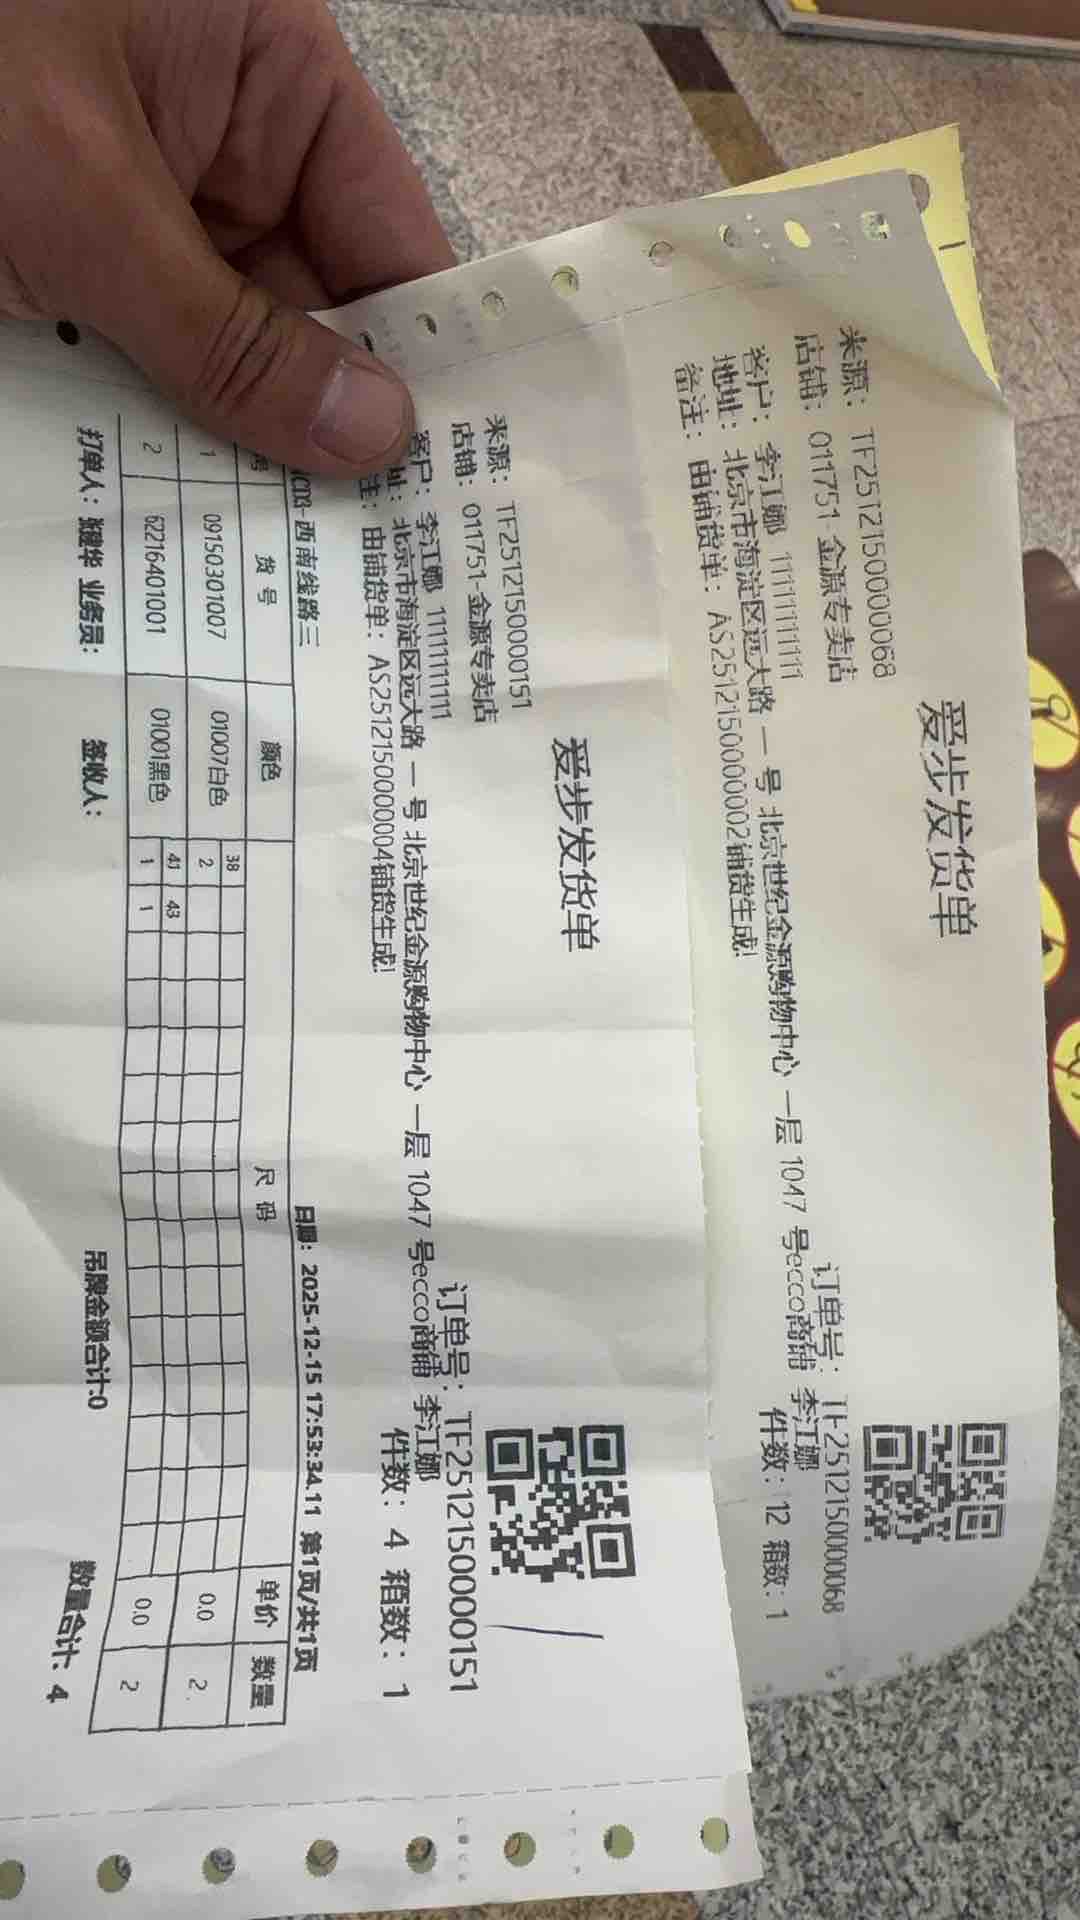 爱步发货单
来源：TF251215000068
订单号：TF251215000068
店铺：011751-金源专卖店
客户：李江娜 11111111111
件数：12 箱数：1
地址：北京市海淀区远大路一号 北京世纪金源购物中心 一层 1047 号ecco商铺 李江娜
备注：由铺货单：AS251215000002铺货生成!
爱步发货单
来源：TF251215000151
订单号：TF251215000151
店铺：011751-金源专卖店
客户：李江娜 11111111111
件数：4 箱数：1
址：北京市海淀区远大路一号 北京世纪金源购物中心 一层 1047 号ecco商铺 李江娜
注：由铺货单：AS251215000004铺货生成!
C03-西南线路三 日期：2025-12-15 17:53:34.11 第1页/共1页
号 货号 颜色 尺码 单价 数量
38
1 0915030100​7 01007白色 2 0.0 2
41 43
2 62216401001 01001黑色 1 1 0.0 2
吊牌金额合计:0 数量合计：4
打单人：张建华 业务员： 签收人：